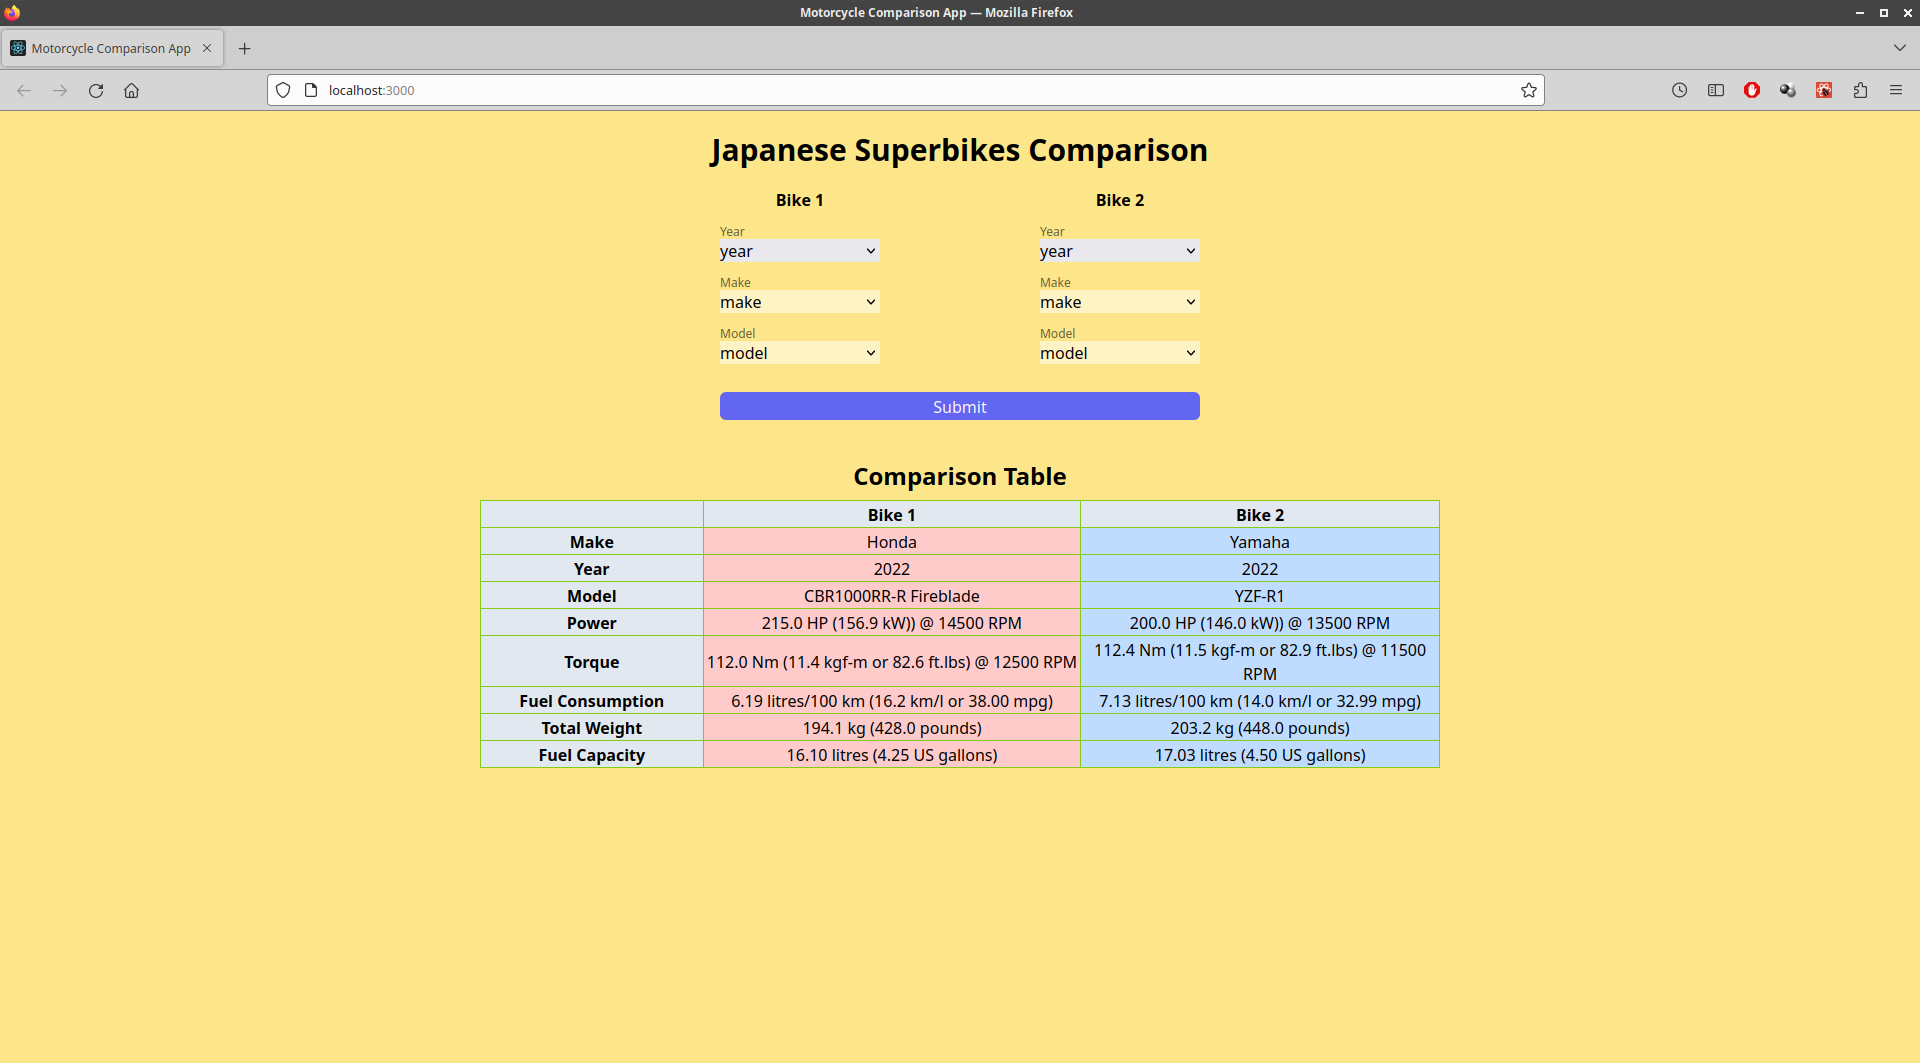 Motorcycle Comparison App — Mozilla Firefox
Motorcycle Comparison App
localhost:3000
Japanese Superbikes Comparison
Bike 1 Bike 2
Year Year
year year
Make Make
make make
Model Model
model model
Submit
Comparison Table
Bike 1 Bike 2
Make Honda Yamaha
Year 2022 2022
Model CBR1000RR-R Fireblade YZF-R1
Power 215.0 HP (156.9 kW)) @ 14500 RPM 200.0 HP (146.0 kW)) @ 13500 RPM
Torque 112.0 Nm (11.4 kgf-m or 82.6 ft.lbs) @ 12500 RPM 112.4 Nm (11.5 kgf-m or 82.9 ft.lbs) @ 11500
RPM
Fuel Consumption 6.19 litres/100 km (16.2 km/l or 38.00 mpg) 7.13 litres/100 km (14.0 km/l or 32.99 mpg)
Total Weight 194.1 kg (428.0 pounds) 203.2 kg (448.0 pounds)
Fuel Capacity 16.10 litres (4.25 US gallons) 17.03 litres (4.50 US gallons)